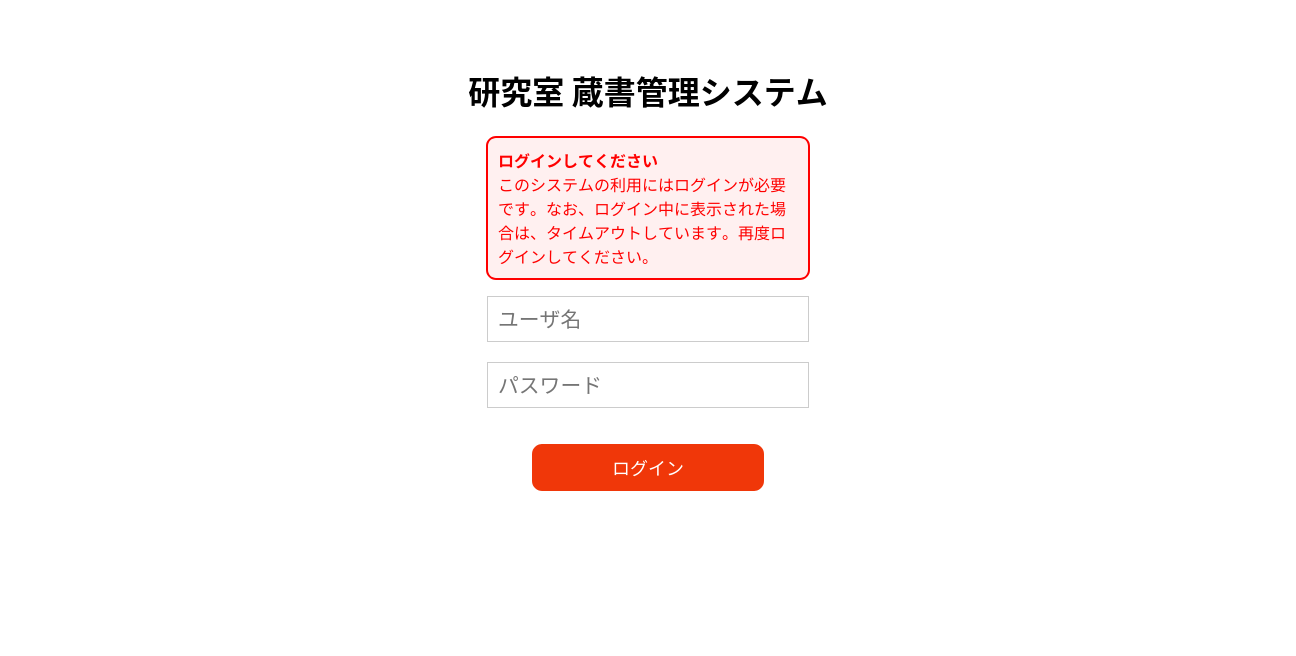 研究室 蔵書管理システム
ログインしてください
このシステムの利用にはログインが必要
です。なお、ログイン中に表示された場
合は、タイムアウトしています。再度ロ
グインしてください。
ユーザ名
パスワード
ログイン